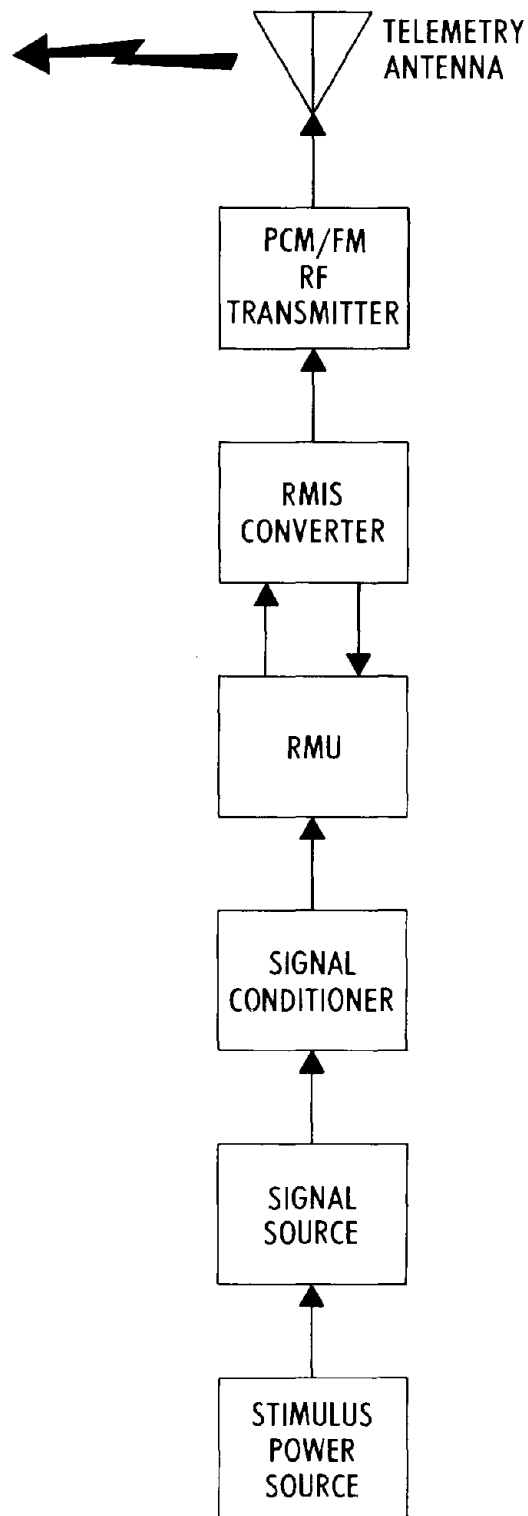 TELEMETRY
ANTENNA
PCM/FM
RF
TRANSMITTER
RMIS
CONVERTER
RMU
SIGNAL
CONDITIONER
SIGNAL
SOURCE
STIMULUS
POWER
SOURCE